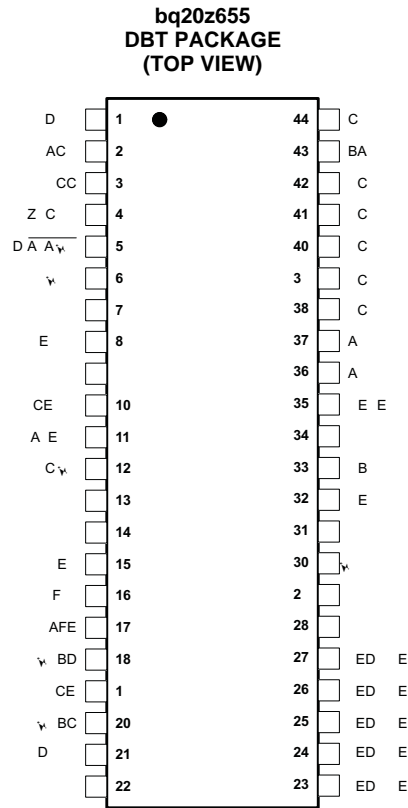 bq20z655
DBT PACKAGE
(TOP VIEW)
D 1 44 C
AC 2 43 BA
CC 3 42 C
Z C 4 41 C
D A A 5 40 C
6 3 C
7 38 C
E 8 37 A
36 A
CE 10 35 E E
A E 11 34
C 12 33 B
13 32 E
14 31
E 15 30
F 16 2
AFE 17 28
BD 18 27 ED E
CE 1 26 ED E
BC 20 25 ED E
D 21 24 ED E
22 23 ED E